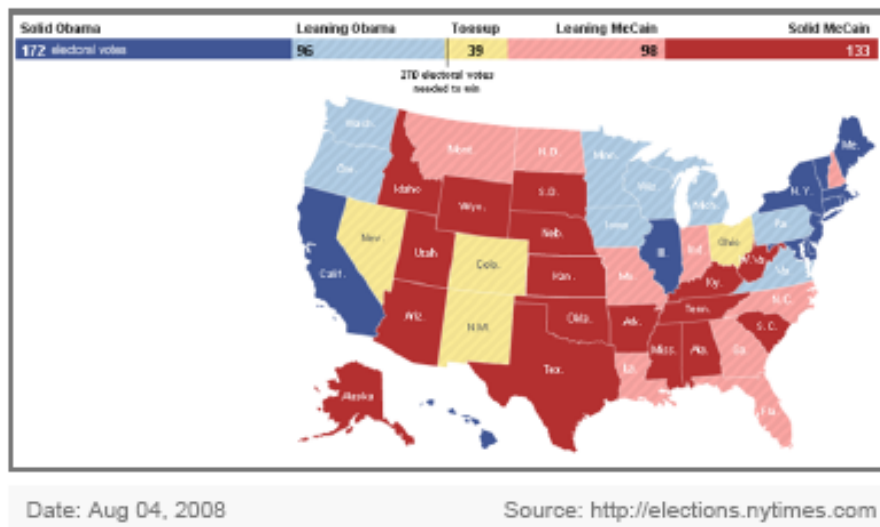 Solid Obama Leaning Obama Tossup Leaning McCain Solid McCain
172 electoral votes 96 39 98 133
270 electoral votes
needed to win
Wash.
Ore.
Calif.
Idaho
Nev.
Utah
Ariz.
Mont.
Wyo.
Colo.
N.M.
N.D.
S.D.
Neb.
Kan.
Okla.
Tex.
Minn.
Iowa
Mo.
Ark.
La.
Wis.
Ill.
Mich.
Ind.
Ohio
Ky.
Tenn.
Miss.
Ala.
Ga.
Fla.
S.C.
N.C.
Va.
W.Va.
Pa.
N.Y.
Me.
Alaska
Date: Aug 04, 2008 Source: http://elections.nytimes.com